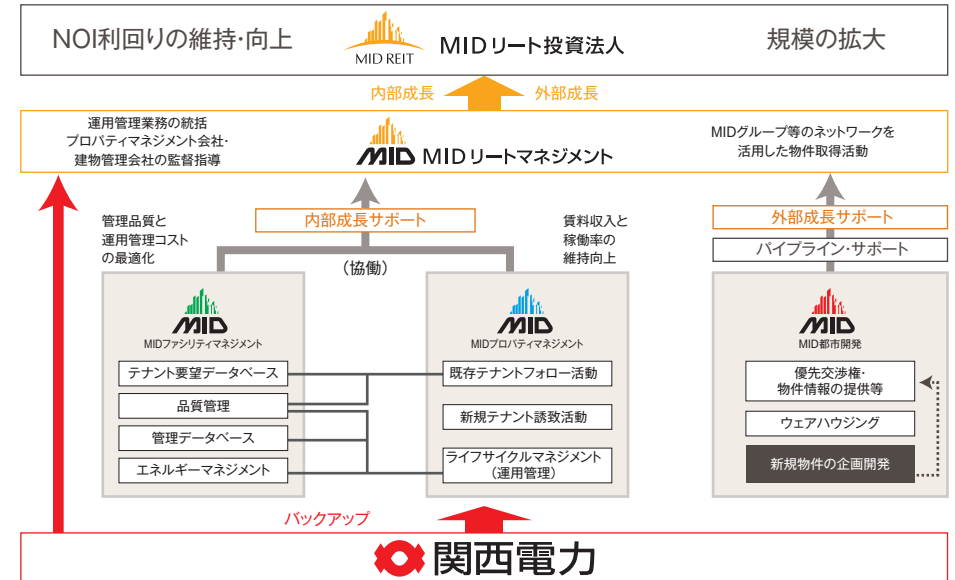 NOI利回りの維持・向上
MID REIT
MIDリート投資法人
規模の拡大
内部成長
外部成長
運用管理業務の統括
プロパティマネジメント会社・
建物管理会社の監督指導
MID
MIDリートマネジメント
MIDグループ等のネットワークを
活用した物件取得活動
管理品質と
運用管理コスト
の最適化
内部成長サポート
(協働)
賃料収入と
稼働率の
維持向上
外部成長サポート
パイプライン・サポート
MID
MIDファシリティマネジメント
テナント要望データベース
品質管理
管理データベース
エネルギーマネジメント
MID
MIDプロパティマネジメント
既存テナントフォロー活動
新規テナント誘致活動
ライフサイクルマネジメント
(運用管理)
MID
MID都市開発
優先交渉権・
物件情報の提供等
ウェアハウジング
新規物件の企画開発
バックアップ
関西電力